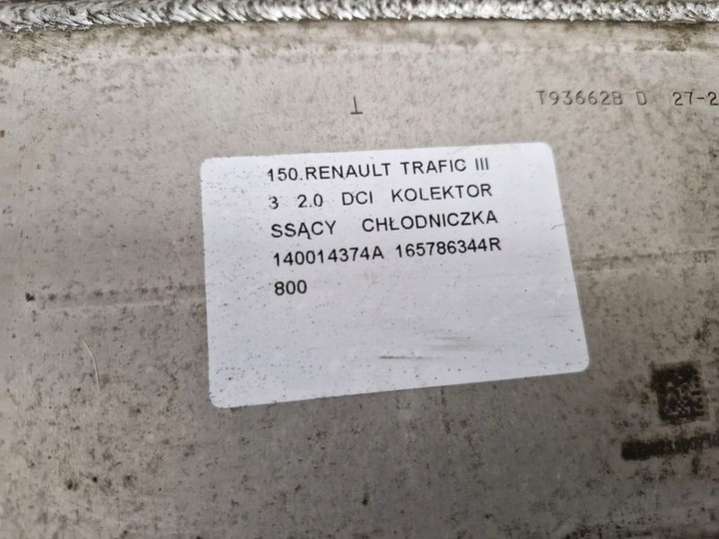 T93662B D 27-2
150.RENAULT TRAFIC III
3 2.0 DCI KOLEKTOR
SSĄCY CHŁODNICZKA
140014374A 165786344R
800